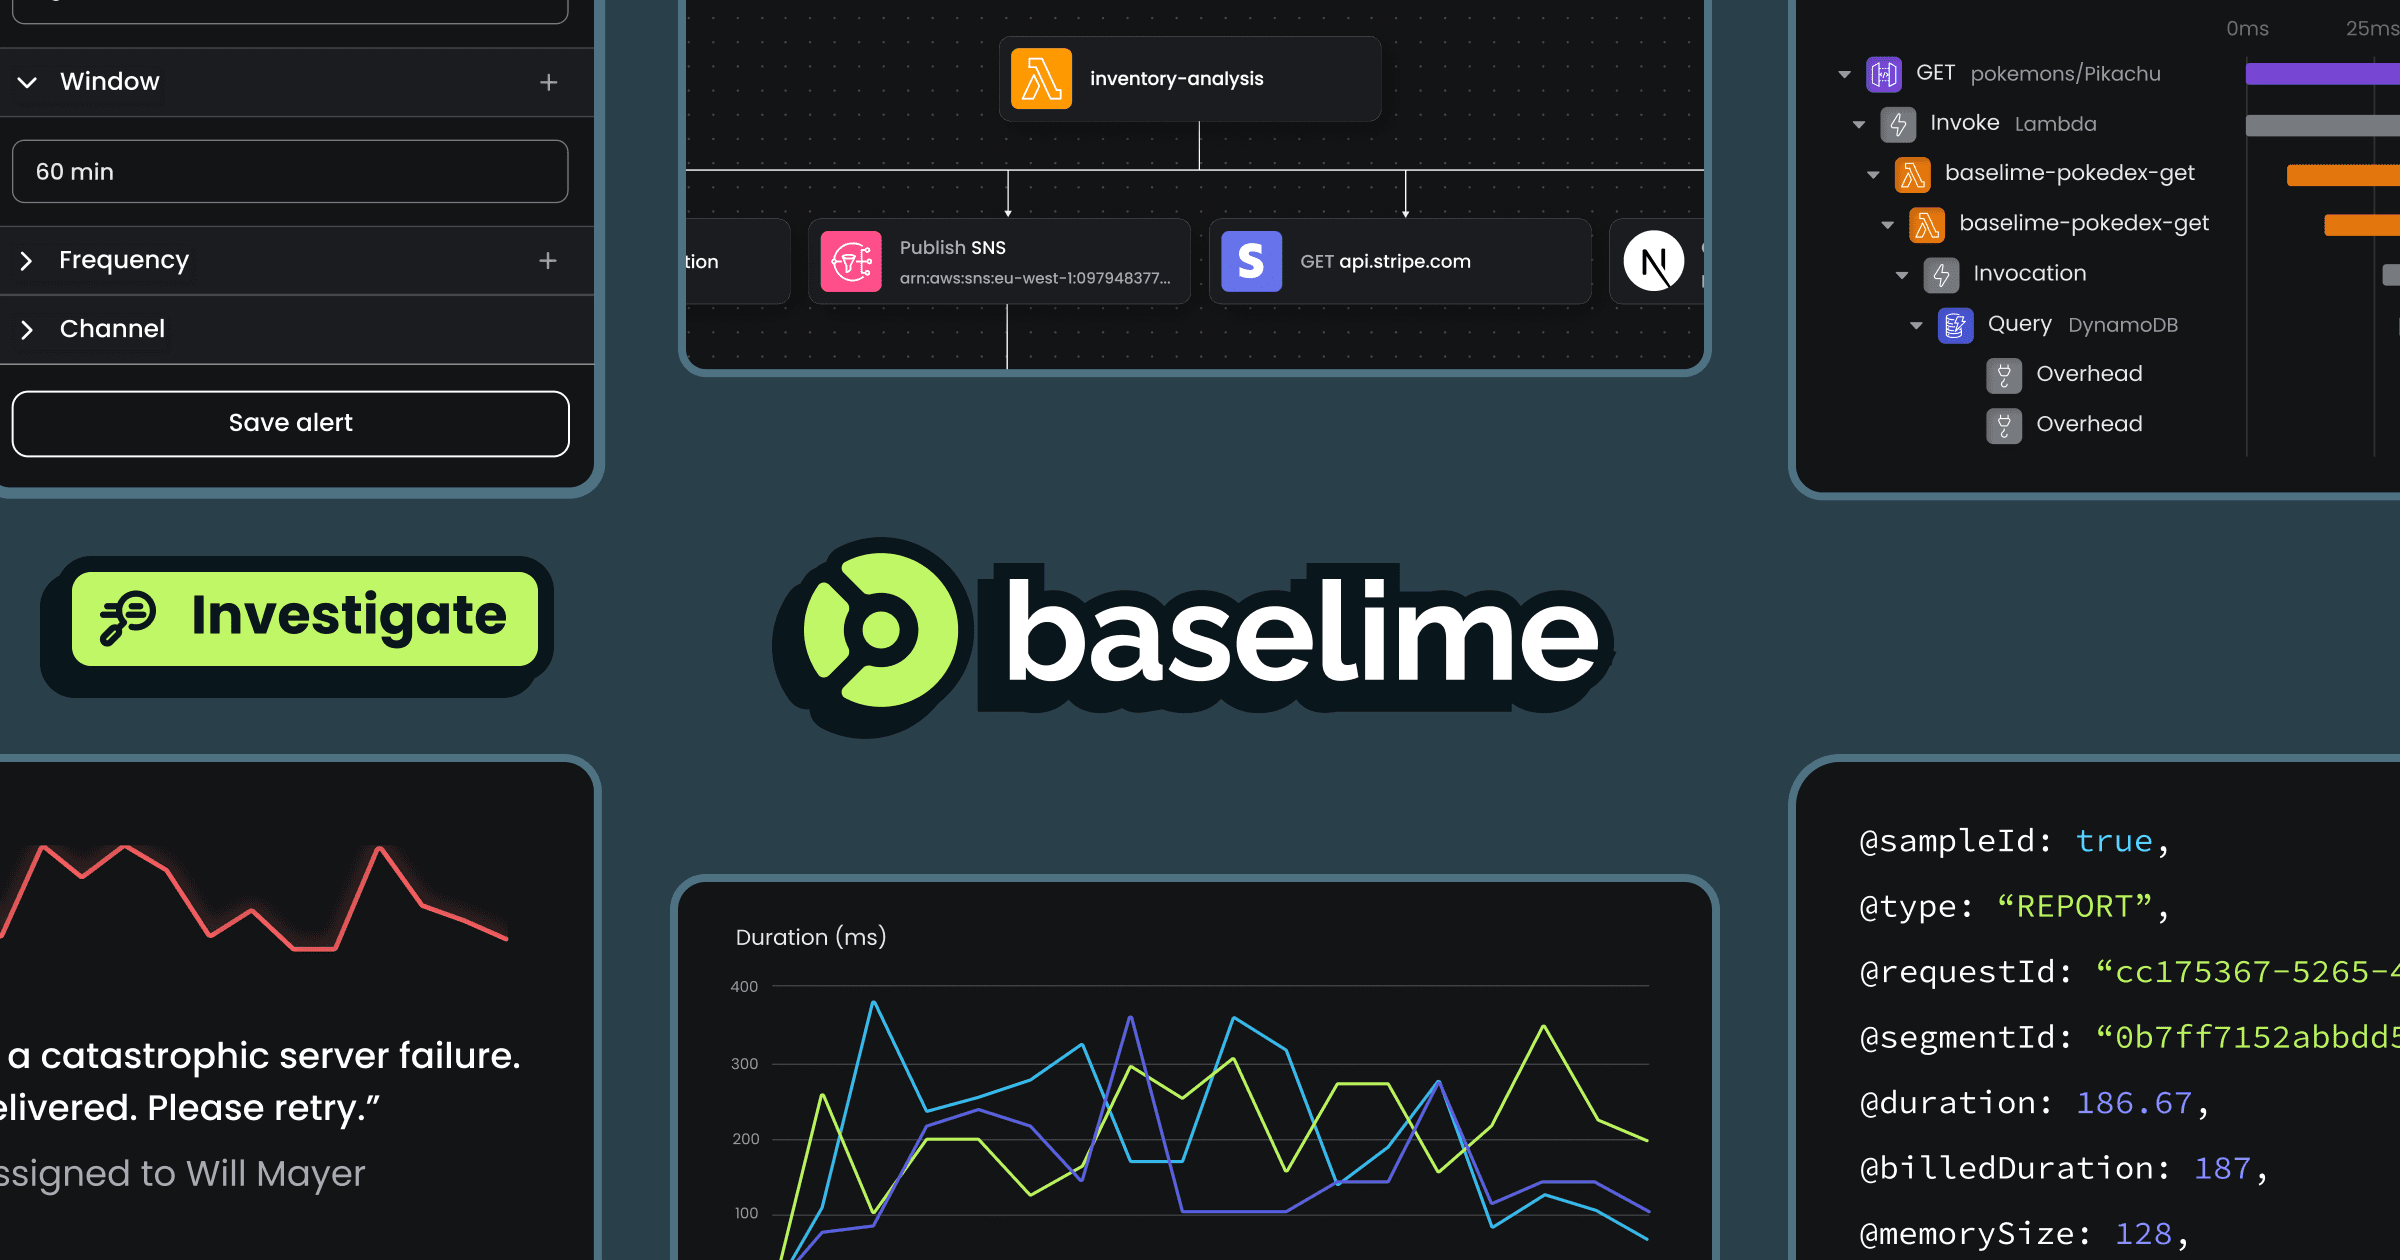 Window
60 min
Frequency
Channel
Save alert
inventory-analysis
tion
Publish SNS
arn:aws:sns:eu-west-1:097948377...
GET api.stripe.com
0ms 25ms
GET pokemons/Pikachu
Invoke Lambda
baselime-pokedex-get
baselime-pokedex-get
Invocation
Query DynamoDB
Overhead
Overhead
Investigate
baselime
a catastrophic server failure.
elivered. Please retry.”
ssigned to Will Mayer
Duration (ms)
400
300
200
100
@sampleId: true,
@type: “REPORT”,
@requestId: “cc175367-5265-4
@segmentId: “0b7ff7152abbdd5
@duration: 186.67,
@billedDuration: 187,
@memorySize: 128,